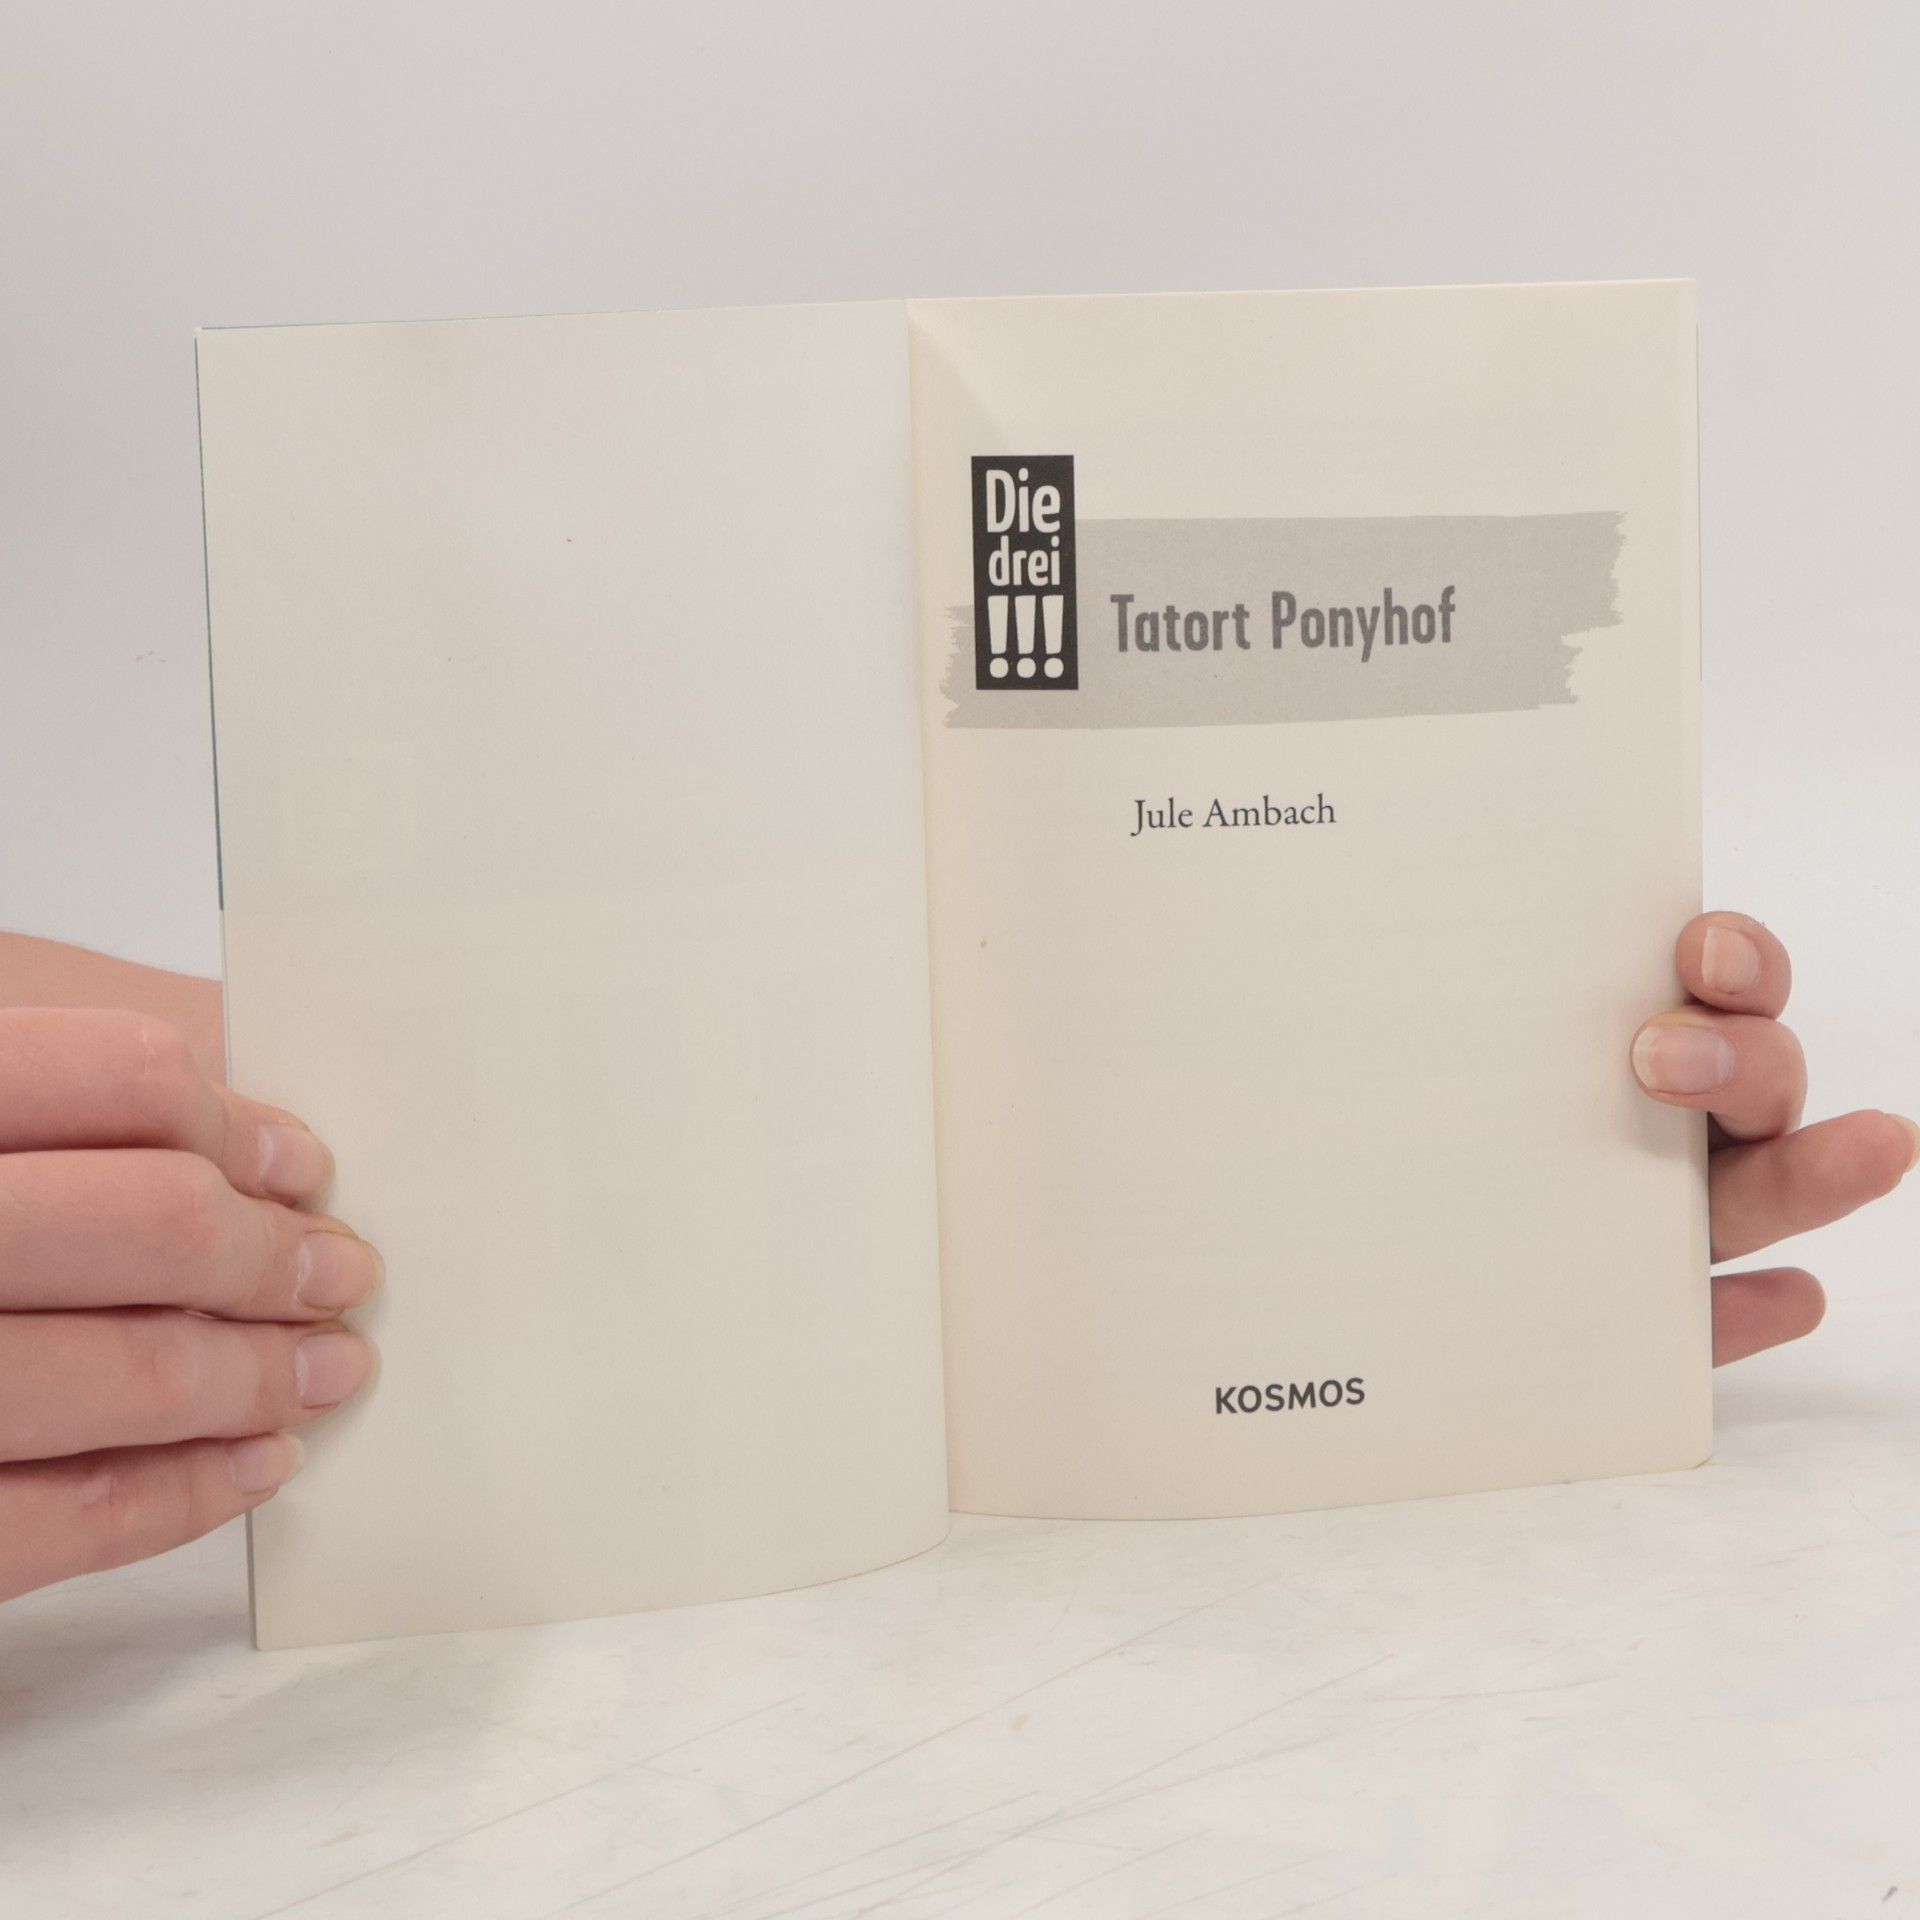 Die
drei
!!!
Tatort Ponyhof
Jule Ambach
KOSMOS